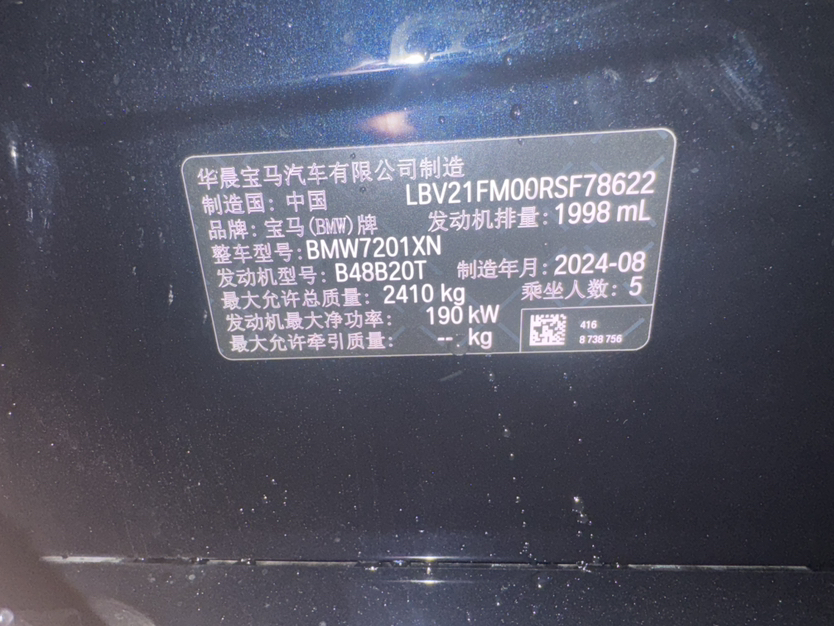 华晨宝马汽车有限公司制造
制造国：中国 LBV21FM00RSF78622
品牌：宝马(BMW)牌 发动机排量：1998 mL
整车型号：BMW7201XN
发动机型号：B48B20T 制造年月：2024-08
最大允许总质量：2410 kg 乘坐人数：5
发动机最大净功率： 190 kW
最大允许牵引质量： -- kg
416
8 738 756